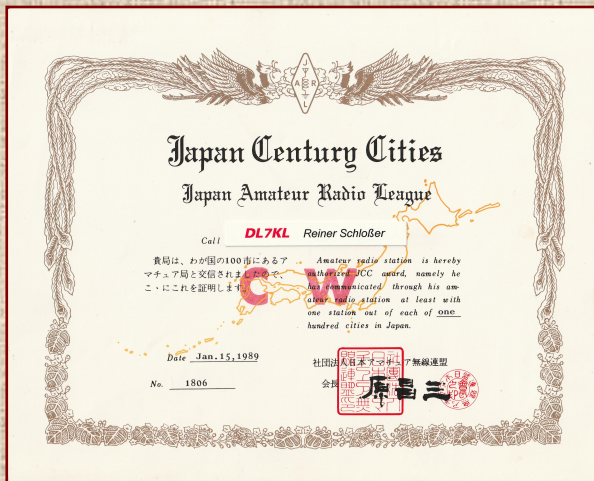 J
A R
L
Japan Century Cities
Japan Amateur Radio League
Call DL7KL Reiner Schloßer
貴局は、わが国の100市にあるア
マチュア局と交信されましたので、
こゝにこれを証明します。
Amateur radio station is hereby
authorized JCC award, namely he
has communicated through his am-
ateur radio station at least with
one station out of each of one
hundred cities in Japan.
CW
Date Jan.15,1989
No. 1806
社団法人日本アマチュア無線連盟
会長 原昌三